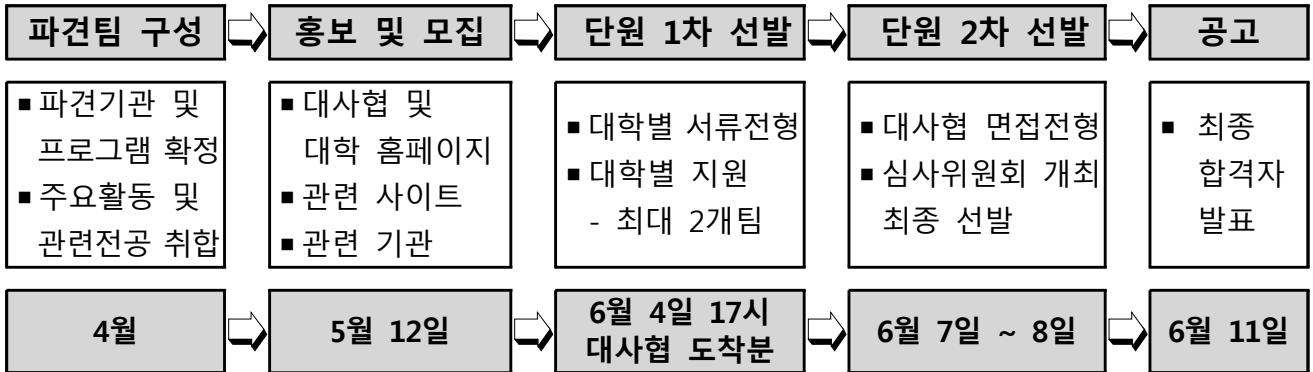 파견팀 구성
홍보 및 모집
단원 1차 선발
단원 2차 선발
공고
▪ 파견기관 및
프로그램 확정
▪ 주요활동 및
관련전공 취합
▪ 대사협 및
대학 홈페이지
▪ 관련 사이트
▪ 관련 기관
▪ 대학별 서류전형
▪ 대학별 지원
- 최대 2개팀
▪ 대사협 면접전형
▪ 심사위원회 개최
최종 선발
▪ 최종
합격자
발표
4월
5월 12일
6월 4일 17시
대사협 도착분
6월 7일 ~ 8일
6월 11일